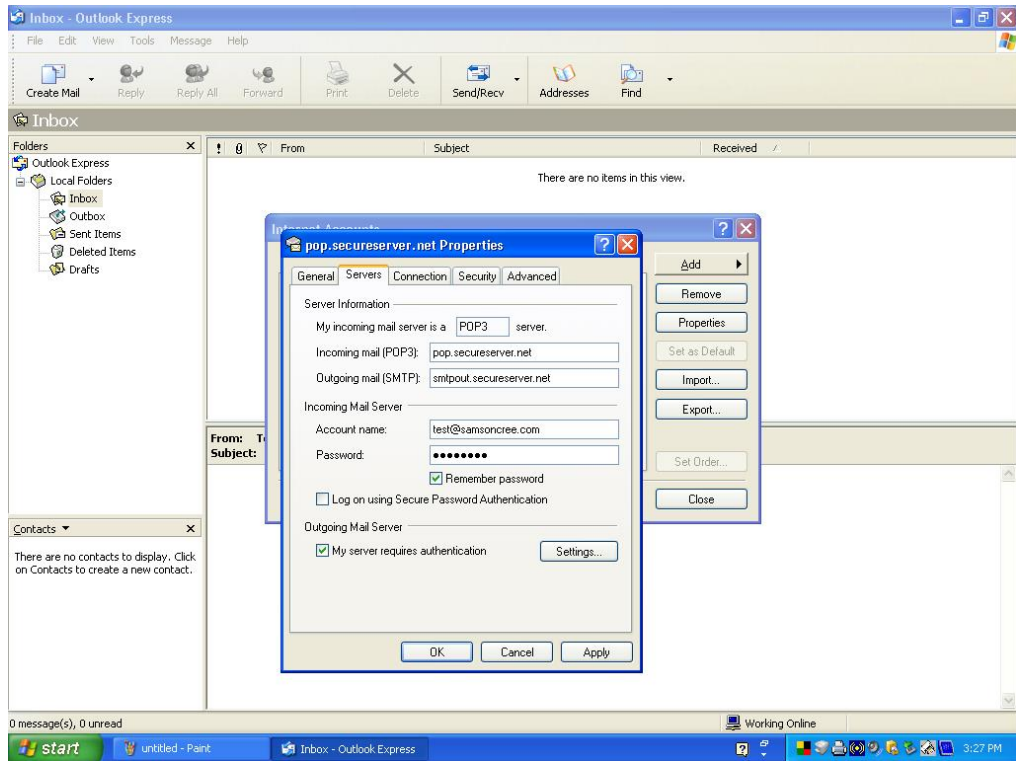 Inbox - Outlook Express
File Edit View Tools Message Help
Create Mail Reply Reply All Forward Print Delete Send/Recv Addresses Find
Inbox
Folders
Outlook Express
Local Folders
Inbox
Outbox
Sent Items
Deleted Items
Drafts
! From Subject Received
There are no items in this view.
Internet Accounts
pop.secureserver.net Properties
General Servers Connection Security Advanced
Server Information
My incoming mail server is a POP3 server.
Incoming mail (POP3): pop.secureserver.net
Outgoing mail (SMTP): smtpout.secureserver.net
Incoming Mail Server
Account name: test@samsoncree.com
Password: ••••••••
Remember password
Log on using Secure Password Authentication
Outgoing Mail Server
My server requires authentication Settings...
OK Cancel Apply
Add
Remove
Properties
Set as Default
Import...
Export...
Set Order...
Close
From:
Subject:
Contacts
There are no contacts to display. Click
on Contacts to create a new contact.
0 message(s), 0 unread
Working Online
start untitled - Paint Inbox - Outlook Express 3:27 PM